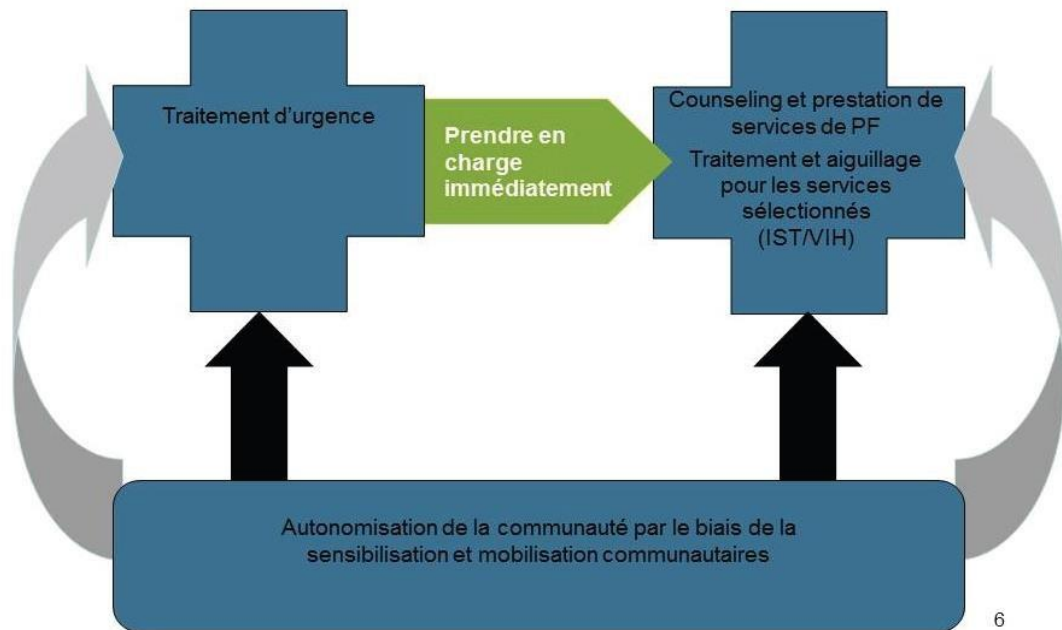 Traitement d'urgence
Prendre en
charge
immédiatement
Counseling et prestation de
services de PF
Traitement et aiguillage
pour les services
sélectionnés
(IST/VIH)
Autonomisation de la communauté par le biais de la
sensibilisation et mobilisation communautaires
6